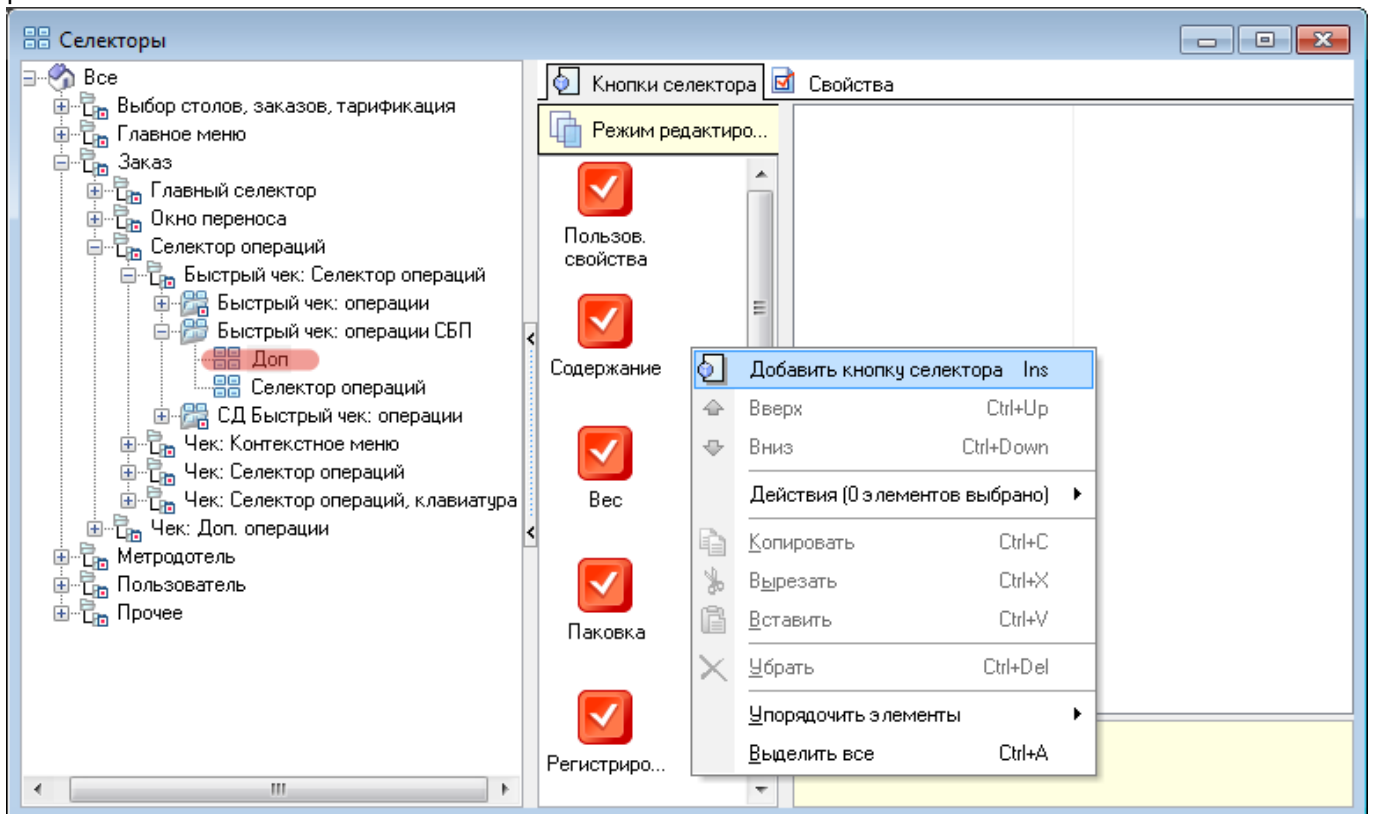 Селекторы
Все
Выбор столов, заказов, тарификация
Главное меню
Заказ
Главный селектор
Окно переноса
Селектор операций
Быстрый чек: Селектор операций
Быстрый чек: операции
Быстрый чек: операции СБП
Доп
Селектор операций
СД Быстрый чек: операции
Чек: Контекстное меню
Чек: Селектор операций
Чек: Селектор операций, клавиатура
Чек: Доп. операции
Метродотель
Пользователь
Прочее
Кнопки селектора
Свойства
Режим редактиро...
Пользов.
свойства
Содержание
Вес
Паковка
Регистриро...
Добавить кнопку селектора Ins
Вверх Ctrl+Up
Вниз Ctrl+Down
Действия (0 элементов выбрано)
Копировать Ctrl+C
Вырезать Ctrl+X
Вставить Ctrl+V
Убрать Ctrl+Del
Упорядочить элементы
Выделить все Ctrl+A